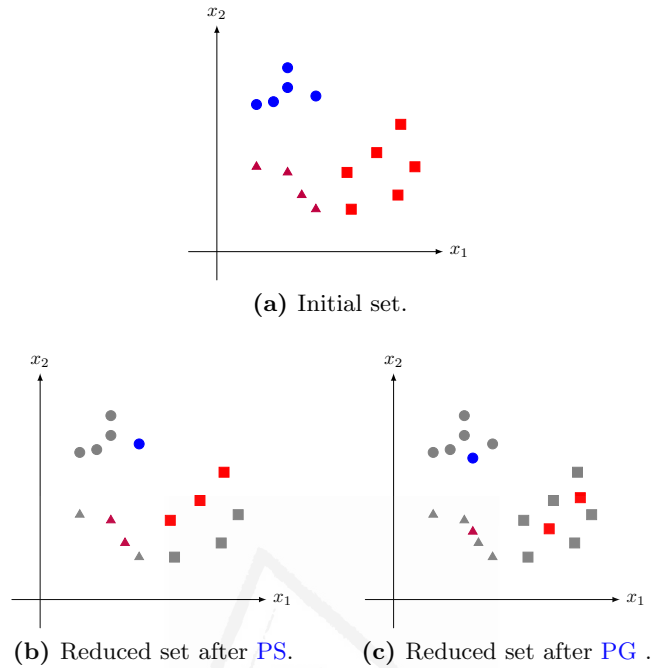 x2
x1
(a) Initial set.
x2
x1
(b) Reduced set after PS.
x2
x1
(c) Reduced set after PG .